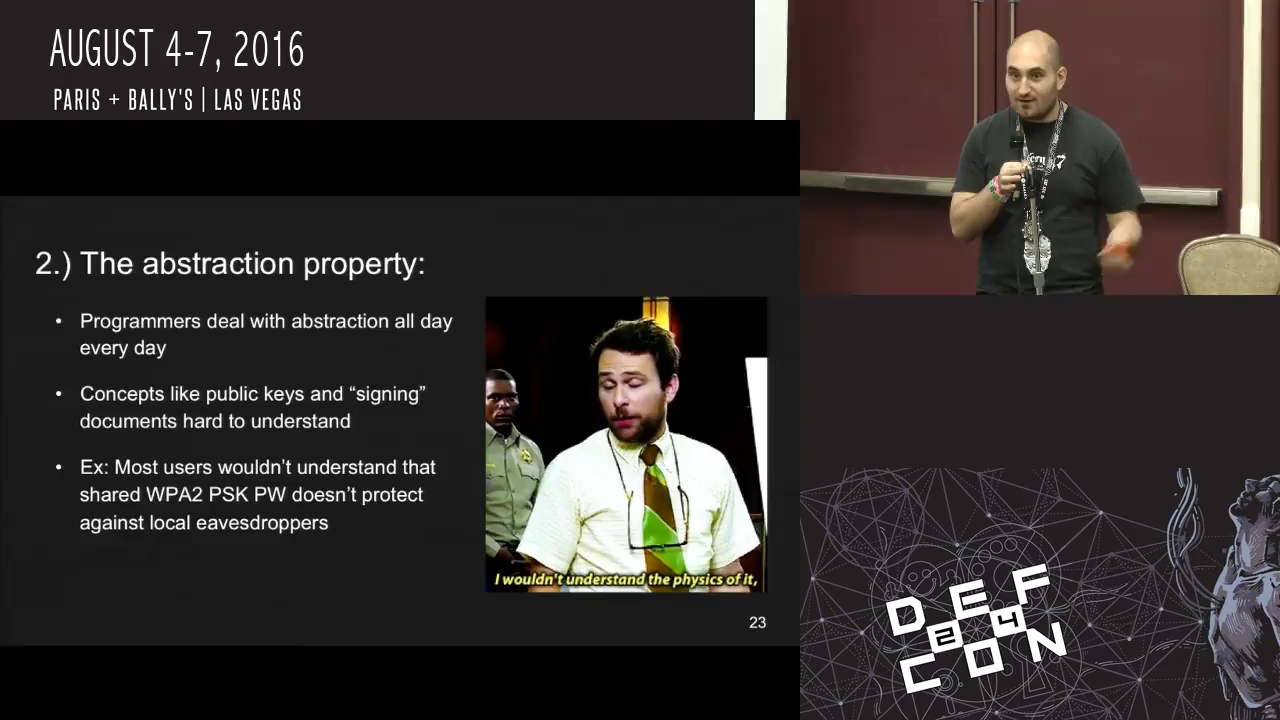 AUGUST 4-7, 2016
PARIS + BALLY'S | LAS VEGAS
2.) The abstraction property:
• Programmers deal with abstraction all day
every day
• Concepts like public keys and “signing”
documents hard to understand
• Ex: Most users wouldn’t understand that
shared WPA2 PSK PW doesn’t protect
against local eavesdroppers
I wouldn't understand the physics of it,
23
DEF
24
CON